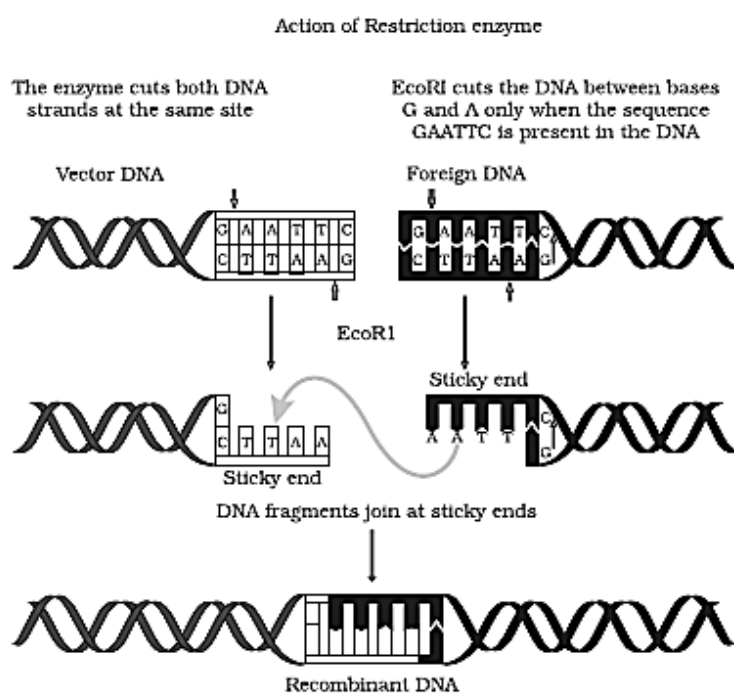 Action of Restriction enzyme
The enzyme cuts both DNA
strands at the same site
EcoRI cuts the DNA between bases
G and A only when the sequence
GAATTC is present in the DNA
Vector DNA
Foreign DNA
G A A T T C
C T T A A G
G A A T T C
C T T A A G
EcoR1
Sticky end
G
C T T A A
A A T T
C
G
Sticky end
DNA fragments join at sticky ends
Recombinant DNA